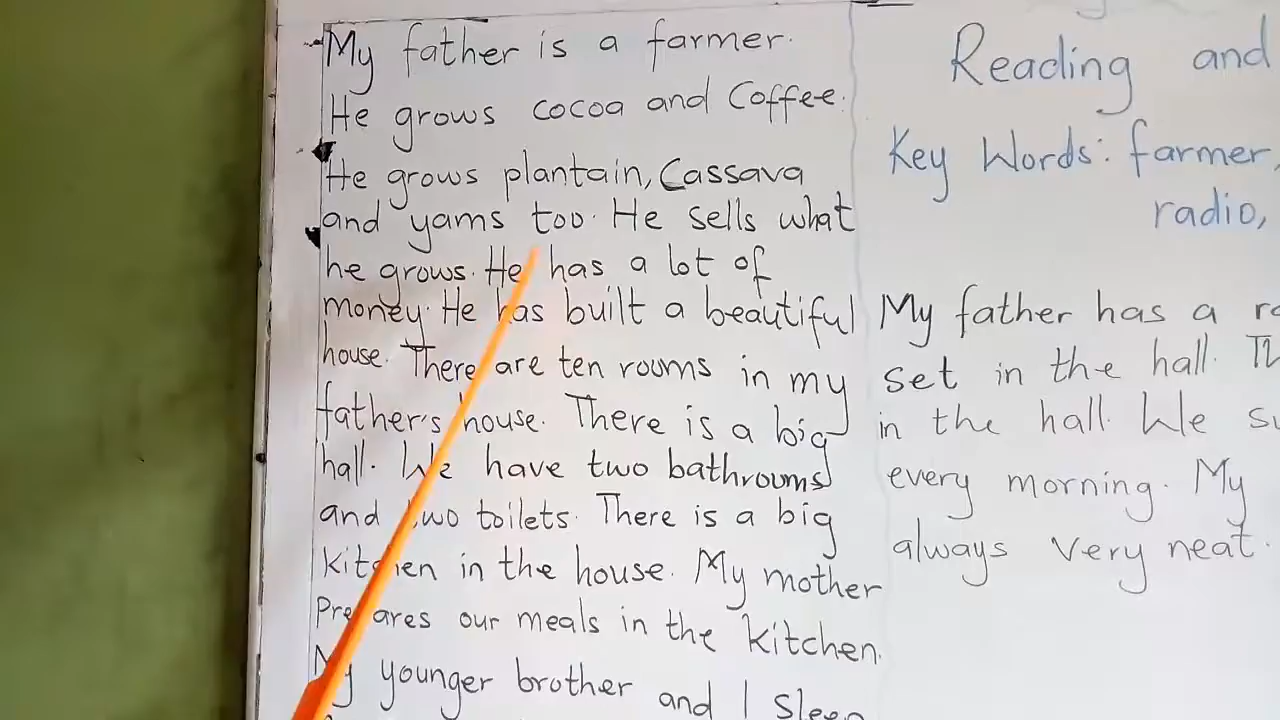 My father is a farmer.
He grows cocoa and Coffee.
He grows plantain, Cassava
and yams too. He sells what
he grows. He has a lot of
money. He has built a beautiful
house. There are ten rooms in my
father's house. There is a big
hall. We have two bathrooms
and two toilets. There is a big
Kitchen in the house. My mother
Prepares our meals in the kitchen.
My younger brother and I sleep
Reading and
Key Words: farmer,
radio,
My father has a
set in the hall.
in the hall. We
every morning. My
always very neat.